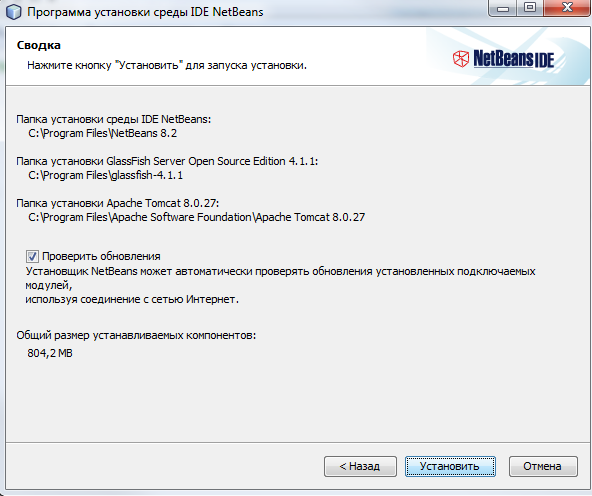 Программа установки среды IDE NetBeans
Сводка
Нажмите кнопку "Установить" для запуска установки.
NetBeans IDE
Папка установки среды IDE NetBeans:
C:\Program Files\NetBeans 8.2
Папка установки GlassFish Server Open Source Edition 4.1.1:
C:\Program Files\glassfish-4.1.1
Папка установки Apache Tomcat 8.0.27:
C:\Program Files\Apache Software Foundation\Apache Tomcat 8.0.27
Проверить обновления
Установщик NetBeans может автоматически проверять обновления установленных подключаемых
модулей,
используя соединение с сетью Интернет.
Общий размер устанавливаемых компонентов:
804,2 MB
< Назад
Установить
Отмена